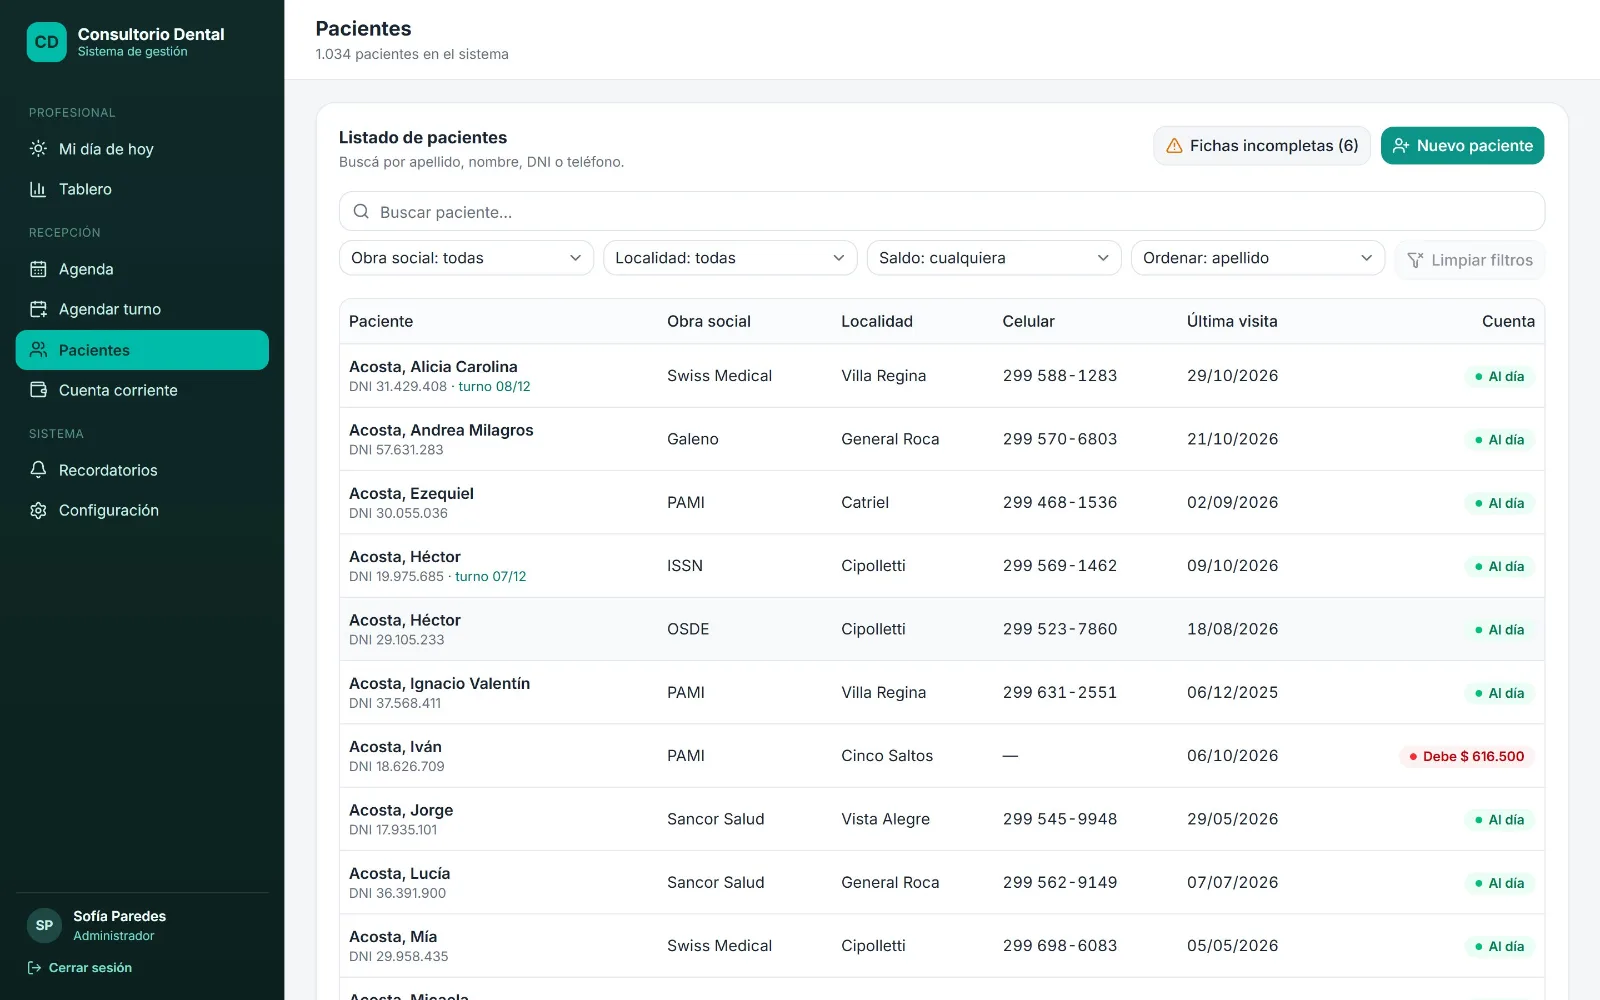 CD
Consultorio Dental
Sistema de gestión
PROFESIONAL
Mi día de hoy
Tablero
RECEPCIÓN
Agenda
Agendar turno
Pacientes
Cuenta corriente
SISTEMA
Recordatorios
Configuración
SP
Sofía Paredes
Administrador
Cerrar sesión
Pacientes
1.034 pacientes en el sistema
Listado de pacientes
Buscá por apellido, nombre, DNI o teléfono.
Fichas incompletas (6)
Nuevo paciente
Buscar paciente...
Obra social: todas
Localidad: todas
Saldo: cualquiera
Ordenar: apellido
Limpiar filtros
Paciente Obra social Localidad Celular Última visita Cuenta
Acosta, Alicia Carolina
DNI 31.429.408 · turno 08/12
Swiss Medical Villa Regina 299 588-1283 29/10/2026 Al día
Acosta, Andrea Milagros
DNI 57.631.283
Galeno General Roca 299 570-6803 21/10/2026 Al día
Acosta, Ezequiel
DNI 30.055.036
PAMI Catriel 299 468-1536 02/09/2026 Al día
Acosta, Héctor
DNI 19.975.685 · turno 07/12
ISSN Cipolletti 299 569-1462 09/10/2026 Al día
Acosta, Héctor
DNI 29.105.233
OSDE Cipolletti 299 523-7860 18/08/2026 Al día
Acosta, Ignacio Valentín
DNI 37.568.411
PAMI Villa Regina 299 631-2551 06/12/2025 Al día
Acosta, Iván
DNI 18.626.709
PAMI Cinco Saltos — 06/10/2026 Debe $ 616.500
Acosta, Jorge
DNI 17.935.101
Sancor Salud Vista Alegre 299 545-9948 29/05/2026 Al día
Acosta, Lucía
DNI 36.391.900
Sancor Salud General Roca 299 562-9149 07/07/2026 Al día
Acosta, Mía
DNI 29.958.435
Swiss Medical Cipolletti 299 698-6083 05/05/2026 Al día
Acosta, Micaela